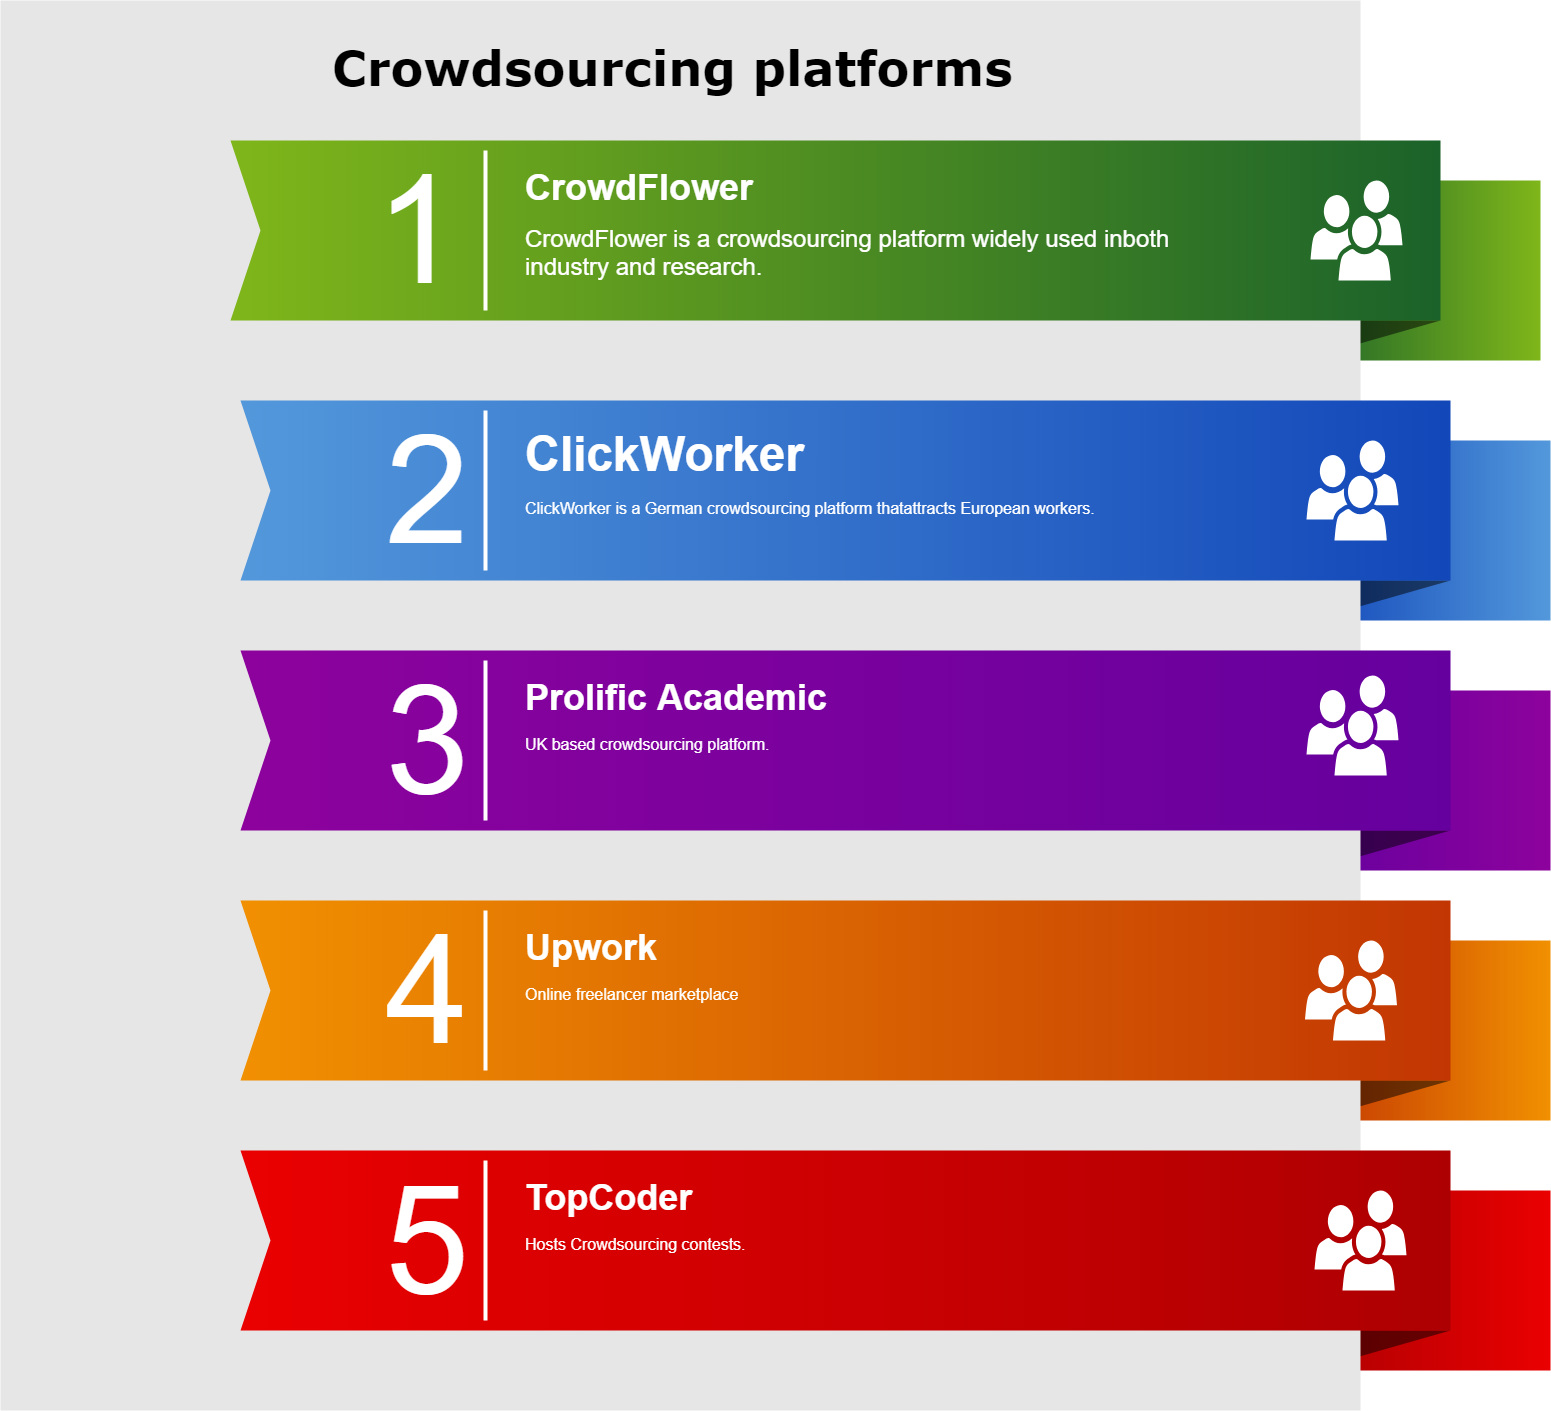 Crowdsourcing platforms
1
CrowdFlower
CrowdFlower is a crowdsourcing platform widely used inboth
industry and research.
2
ClickWorker
ClickWorker is a German crowdsourcing platform thatattracts European workers.
3
Prolific Academic
UK based crowdsourcing platform.
4
Upwork
Online freelancer marketplace
5
TopCoder
Hosts Crowdsourcing contests.